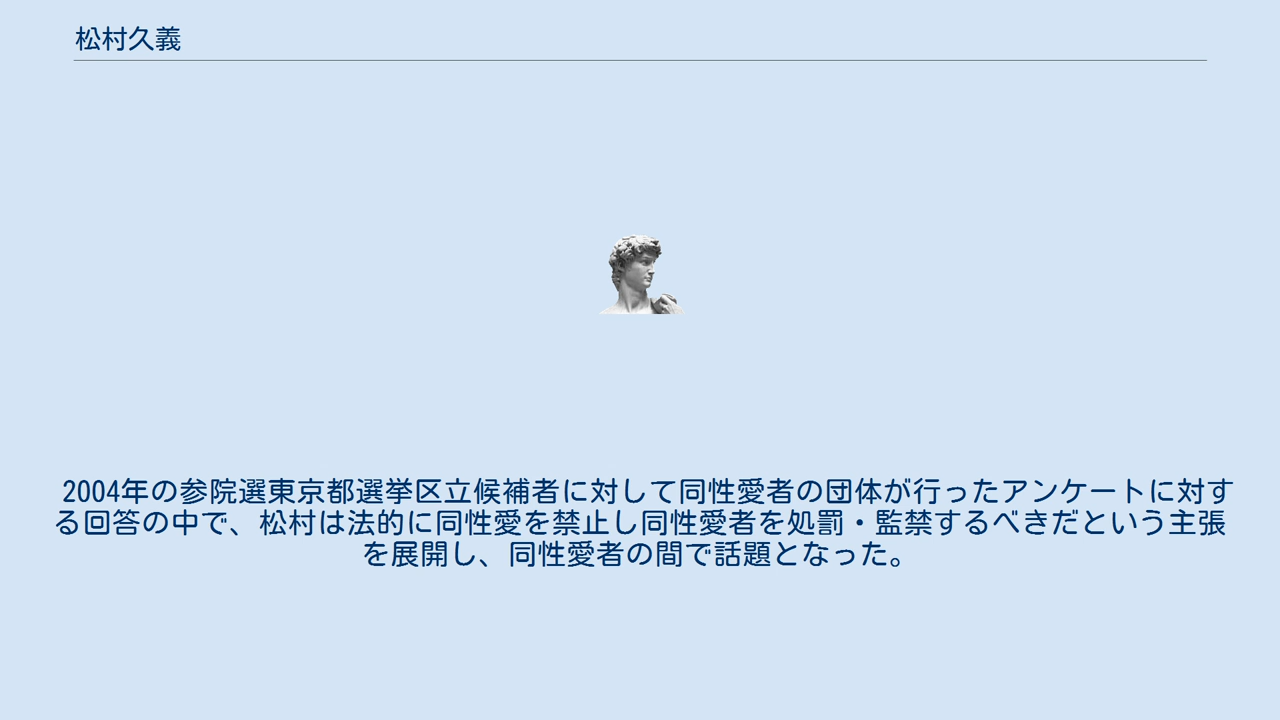 松村久義
2004年の参院選東京都選挙区立候補者に対して同性愛者の団体が行ったアンケートに対す
る回答の中で、松村は法的に同性愛を禁止し同性愛者を処罰・監禁するべきだという主張
を展開し、同性愛者の間で話題となった。